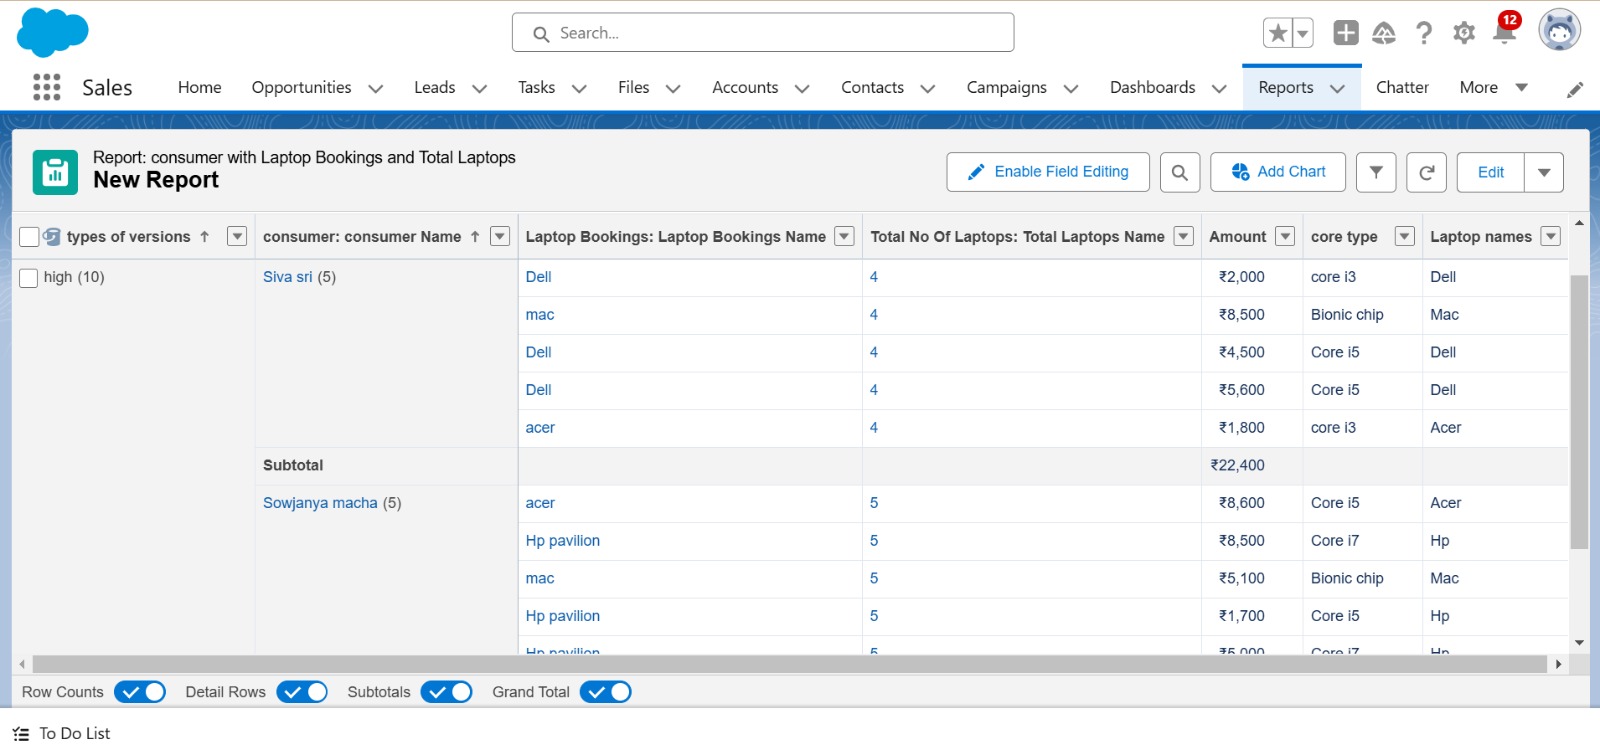 Search...
12
Sales Home Opportunities Leads Tasks Files Accounts Contacts Campaigns Dashboards Reports Chatter More
Report: consumer with Laptop Bookings and Total Laptops
New Report
Enable Field Editing Add Chart Edit
types of versions ↑ consumer: consumer Name ↑ Laptop Bookings: Laptop Bookings Name Total No Of Laptops: Total Laptops Name Amount core type Laptop names
high (10) Siva sri (5) Dell 4 ₹2,000 core i3 Dell
mac 4 ₹8,500 Bionic chip Mac
Dell 4 ₹4,500 Core i5 Dell
Dell 4 ₹5,600 Core i5 Dell
acer 4 ₹1,800 core i3 Acer
Subtotal ₹22,400
Sowjanya macha (5) acer 5 ₹8,600 Core i5 Acer
Hp pavilion 5 ₹8,500 Core i7 Hp
mac 5 ₹5,100 Bionic chip Mac
Hp pavilion 5 ₹1,700 Core i5 Hp
Hp pavilion 5 ₹5,000 Core i7 Hp
Row Counts Detail Rows Subtotals Grand Total
To Do List